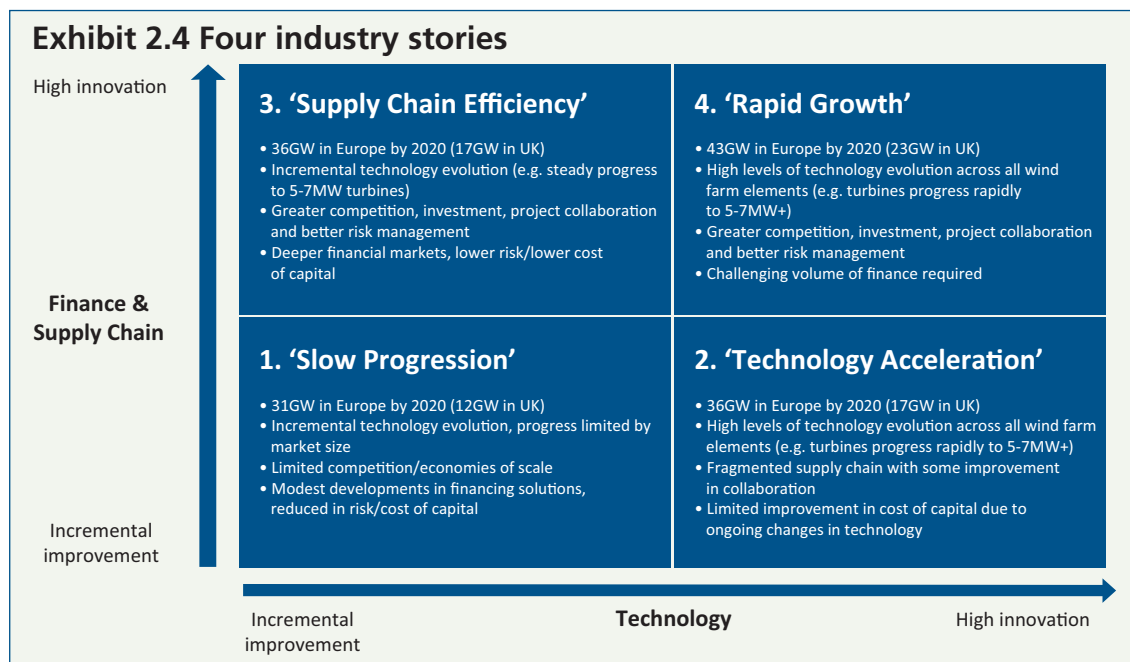 Exhibit 2.4 Four industry stories
High innovation
Finance &
Supply Chain
Incremental
improvement
3. ‘Supply Chain Efficiency’
• 36GW in Europe by 2020 (17GW in UK)
• Incremental technology evolution (e.g. steady progress
to 5-7MW turbines)
• Greater competition, investment, project collaboration
and better risk management
• Deeper financial markets, lower risk/lower cost
of capital
4. ‘Rapid Growth’
• 43GW in Europe by 2020 (23GW in UK)
• High levels of technology evolution across all wind
farm elements (e.g. turbines progress rapidly
to 5-7MW+)
• Greater competition, investment, project collaboration
and better risk management
• Challenging volume of finance required
1. ‘Slow Progression’
• 31GW in Europe by 2020 (12GW in UK)
• Incremental technology evolution, progress limited by
market size
• Limited competition/economies of scale
• Modest developments in financing solutions,
reduced in risk/cost of capital
2. ‘Technology Acceleration’
• 36GW in Europe by 2020 (17GW in UK)
• High levels of technology evolution across all wind farm
elements (e.g. turbines progress rapidly to 5-7MW+)
• Fragmented supply chain with some improvement
in collaboration
• Limited improvement in cost of capital due to
ongoing changes in technology
Incremental
improvement
Technology
High innovation